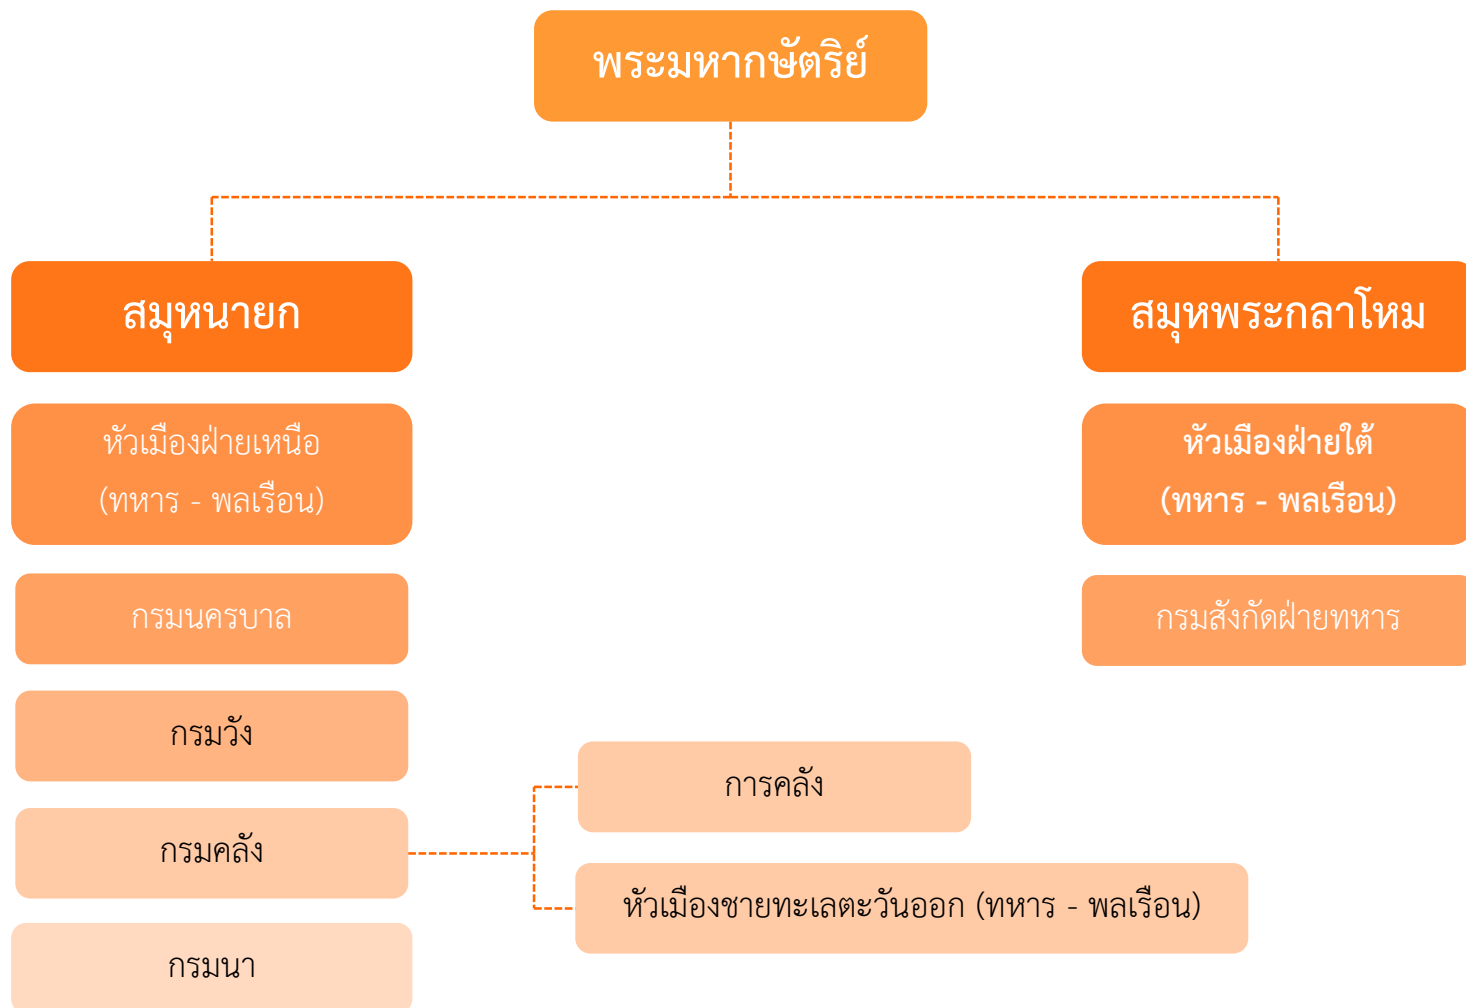 พระมหากษัตริย์
สมุหนายก
สมุหพระกลาโหม
หัวเมืองฝ่ายเหนือ
(ทหาร - พลเรือน)
หัวเมืองฝ่ายใต้
(ทหาร - พลเรือน)
กรมนครบาล
กรมสังกัดฝ่ายทหาร
กรมวัง
การคลัง
กรมคลัง
หัวเมืองชายทะเลตะวันออก (ทหาร - พลเรือน)
กรมนา